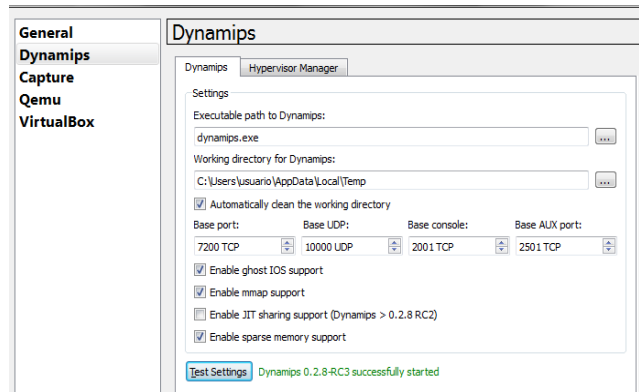 General
Dynamips
Capture
Qemu
VirtualBox
Dynamips
Dynamips Hypervisor Manager
Settings
Executable path to Dynamips:
dynamips.exe ...
Working directory for Dynamips:
C:\Users\usuario\AppData\Local\Temp ...
Automatically clean the working directory
Base port: Base UDP: Base console: Base AUX port:
7200 TCP 10000 UDP 2001 TCP 2501 TCP
Enable ghost IOS support
Enable mmap support
Enable JIT sharing support (Dynamips > 0.2.8 RC2)
Enable sparse memory support
Test Settings Dynamips 0.2.8-RC3 successfully started